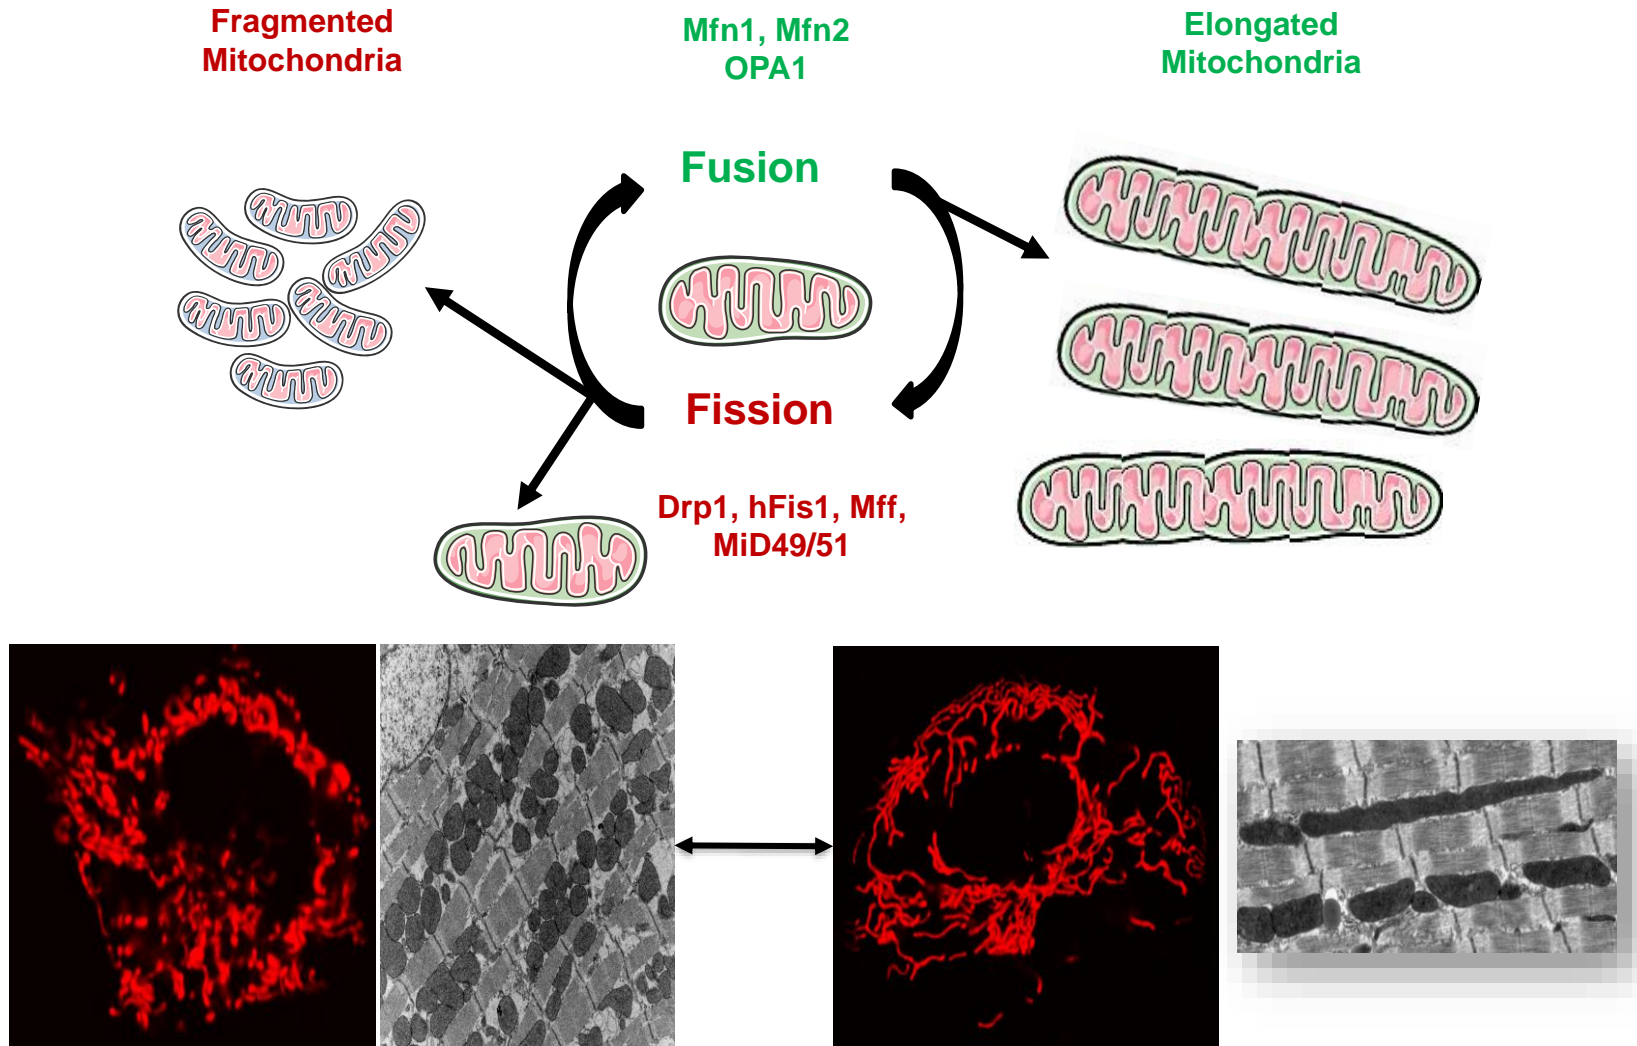 Fragmented
Mitochondria
Mfn1, Mfn2
OPA1
Elongated
Mitochondria
Fusion
Fission
Drp1, hFis1, Mff,
MiD49/51